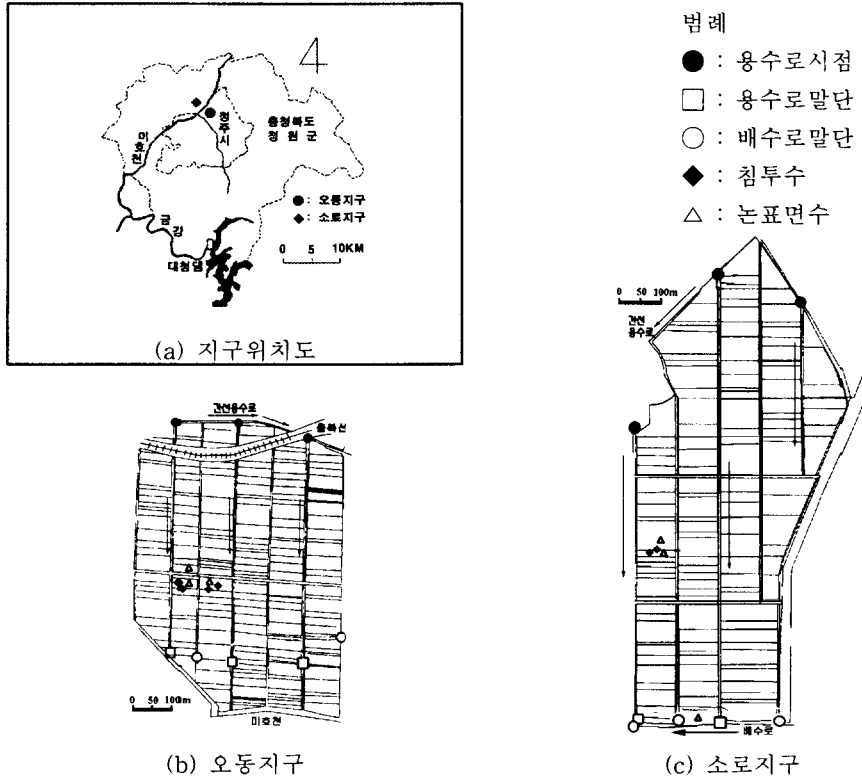 4
미호천
청주시
충청북도
청원군
● : 오동지구
◆ : 소로지구
금강
대청댐
0 5 10KM
(a) 지구위치도
범례
● : 용수로시점
□ : 용수로말단
○ : 배수로말단
◆ : 침투수
△ : 논표면수
간선용수로
충북선
0 50 100m
미호천
(b) 오동지구
0 50 100m
간선
용수로
배수로
(c) 소로지구